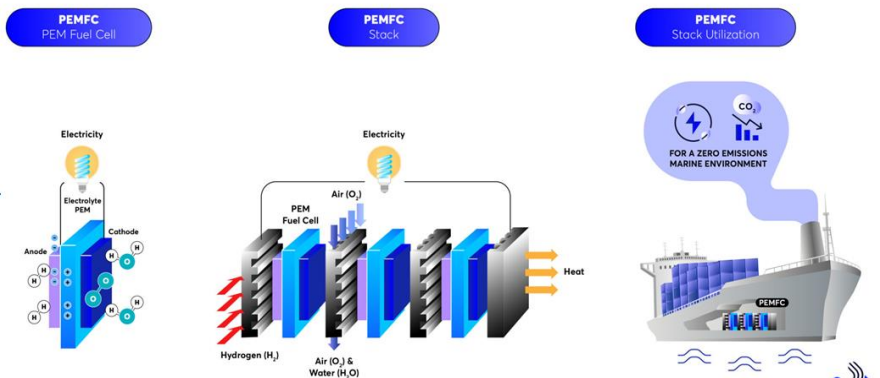 PEMFC
PEM Fuel Cell
PEMFC
Stack
PEMFC
Stack Utilization
CO₂
FOR A ZERO EMISSIONS
MARINE ENVIRONMENT
Electricity
Electrolyte
PEM
Cathode
Anode
H
H
H
H
H
H
H
H
O
O
O
O
Electricity
Air (O₂)
PEM
Fuel Cell
Heat
Hydrogen (H₂)
Air (O₂) &
Water (H₂O)
PEMFC